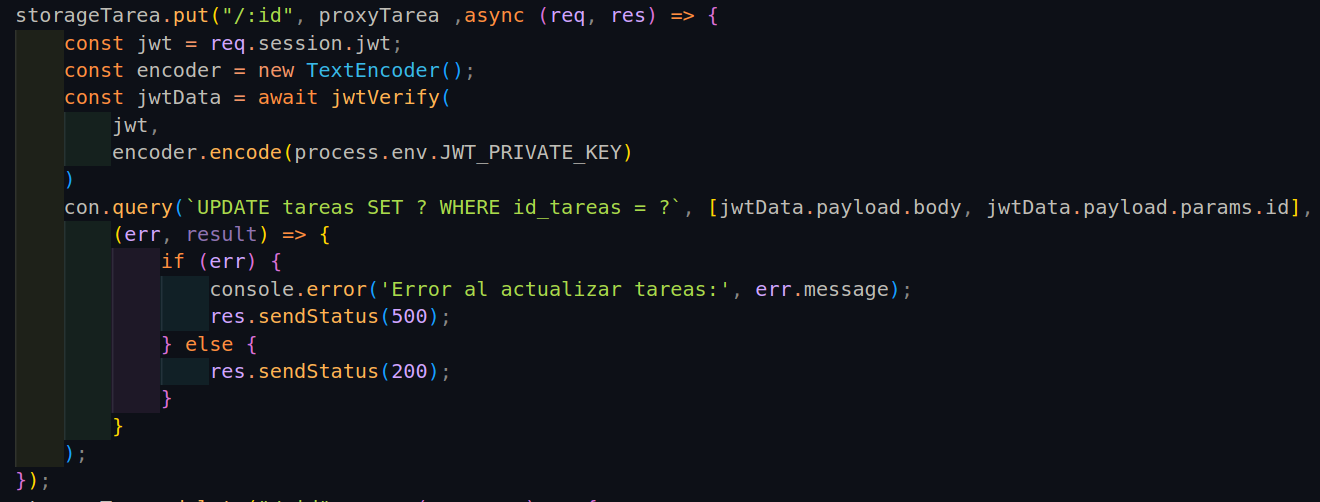 storageTarea.put("/:id", proxyTarea ,async (req, res) => {
    const jwt = req.session.jwt;
    const encoder = new TextEncoder();
    const jwtData = await jwtVerify(
        jwt,
        encoder.encode(process.env.JWT_PRIVATE_KEY)
    )
    con.query(`UPDATE tareas SET ? WHERE id_tareas = ?`, [jwtData.payload.body, jwtData.payload.params.id],
        (err, result) => {
            if (err) {
                console.error('Error al actualizar tareas:', err.message);
                res.sendStatus(500);
            } else {
                res.sendStatus(200);
            }
        }
    );
});